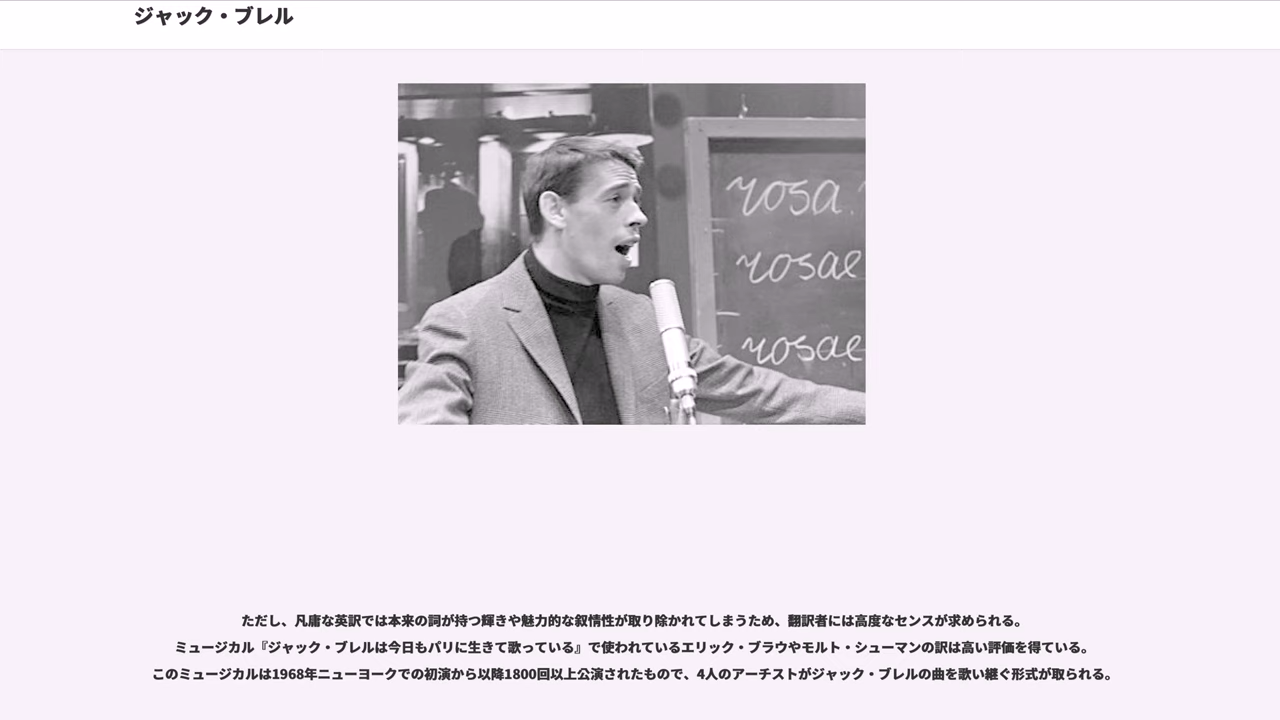 ジャック・ブレル
rosa.
rosae
rosae
ただし、凡庸な英訳では本来の詞が持つ輝きや魅力的な叙情性が取り除かれてしまうため、翻訳者には高度なセンスが求められる。
ミュージカル『ジャック・ブレルは今日もパリに生きて歌っている』で使われているエリック・ブラウやモルト・シューマンの訳は高い評価を得ている。
このミュージカルは1968年ニューヨークでの初演から以降1800回以上公演されたもので、4人のアーチストがジャック・ブレルの曲を歌い継ぐ形式が取られる。